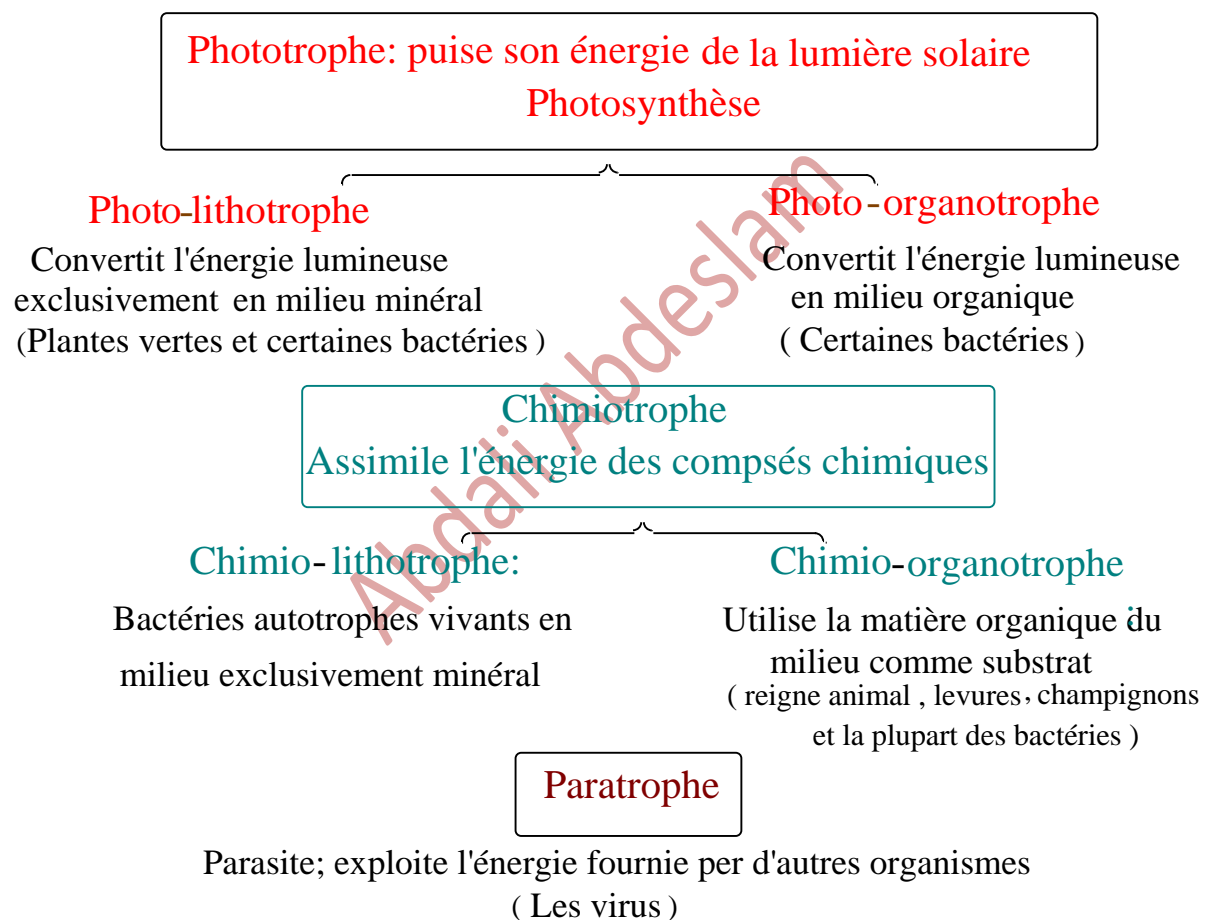 Phototrophe: puise son énergie de la lumière solaire
Photosynthèse
Photo-lithotrophe
Convertit l'énergie lumineuse
exclusivement en milieu minéral
(Plantes vertes et certaines bactéries)
Photo-organotrophe
Convertit l'énergie lumineuse
en milieu organique
( Certaines bactéries)
Chimiotrophe
Assimile l'énergie des compsés chimiques
Chimio-lithotrophe:
Bactéries autotrophes vivants en
milieu exclusivement minéral
Chimio-organotrophe :
Utilise la matière organique du
milieu comme substrat
( reigne animal , levures, champignons
et la plupart des bactéries )
Paratrophe
Parasite; exploite l'énergie fournie per d'autres organismes
( Les virus )
Abdalji Abdeslam